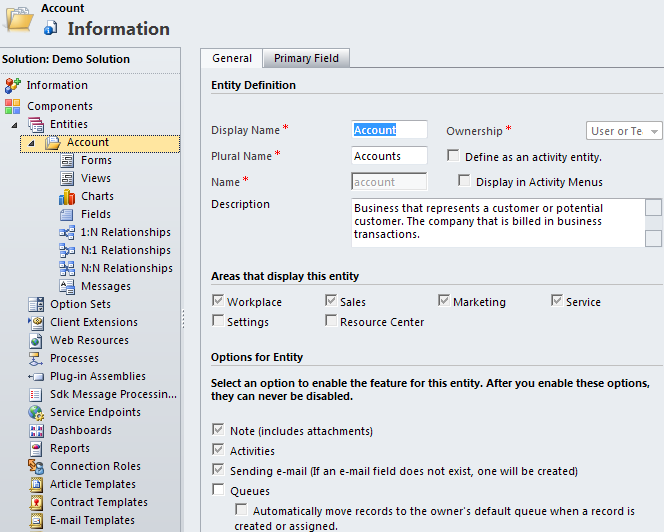 Account
Information
Solution: Demo Solution
Information
Components
Entities
Account
Forms
Views
Charts
Fields
1:N Relationships
N:1 Relationships
N:N Relationships
Messages
Option Sets
Client Extensions
Web Resources
Processes
Plug-in Assemblies
Sdk Message Processin...
Service Endpoints
Dashboards
Reports
Connection Roles
Article Templates
Contract Templates
E-mail Templates
General Primary Field
Entity Definition
Display Name * Account Ownership * User or Te
Plural Name * Accounts Define as an activity entity.
Name * account Display in Activity Menus
Description Business that represents a customer or potential
customer. The company that is billed in business
transactions.
Areas that display this entity
Workplace Sales Marketing Service
Settings Resource Center
Options for Entity
Select an option to enable the feature for this entity. After you enable these options,
they can never be disabled.
Note (includes attachments)
Activities
Sending e-mail (If an e-mail field does not exist, one will be created)
Queues
Automatically move records to the owner's default queue when a record is
created or assigned.